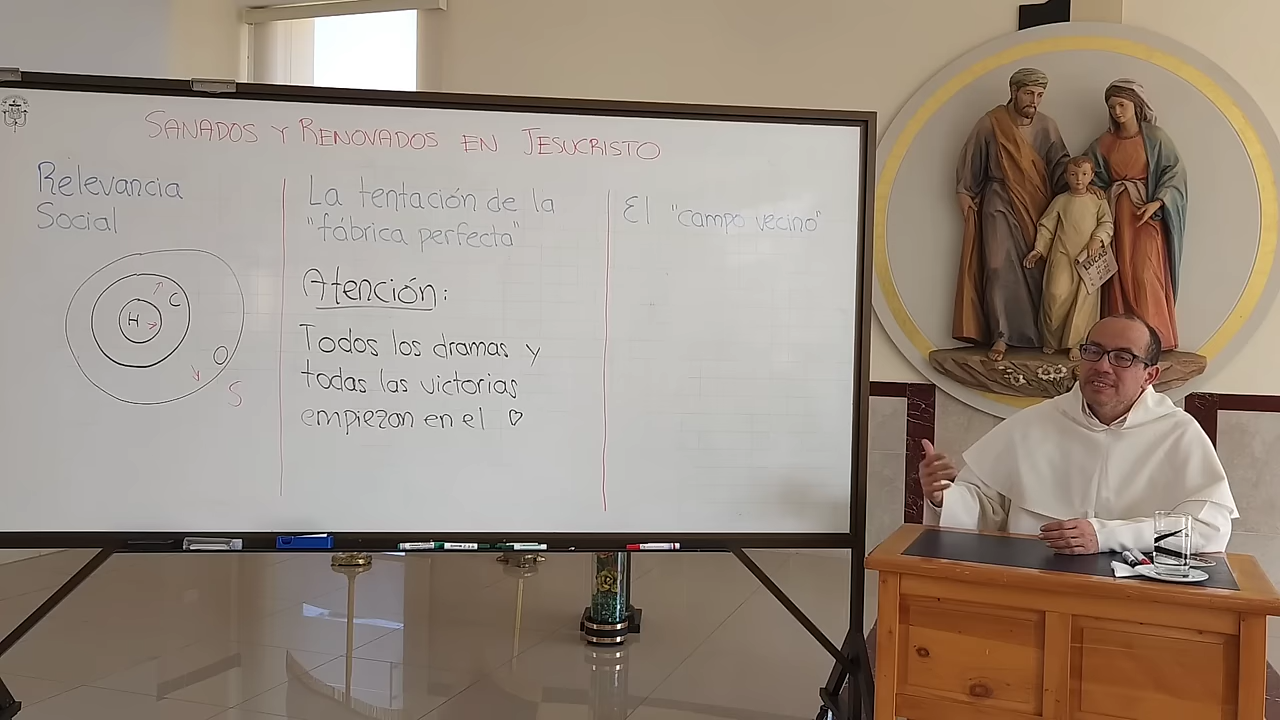 SANADOS Y RENOVADOS EN JESUCRISTO
Relevancia
Social
H
C
S
La tentación de la
"fábrica perfecta"
Atención:
Todos los dramas y
todas las victorias
empiezan en el ♡
El "campo vecino"
LUCAS